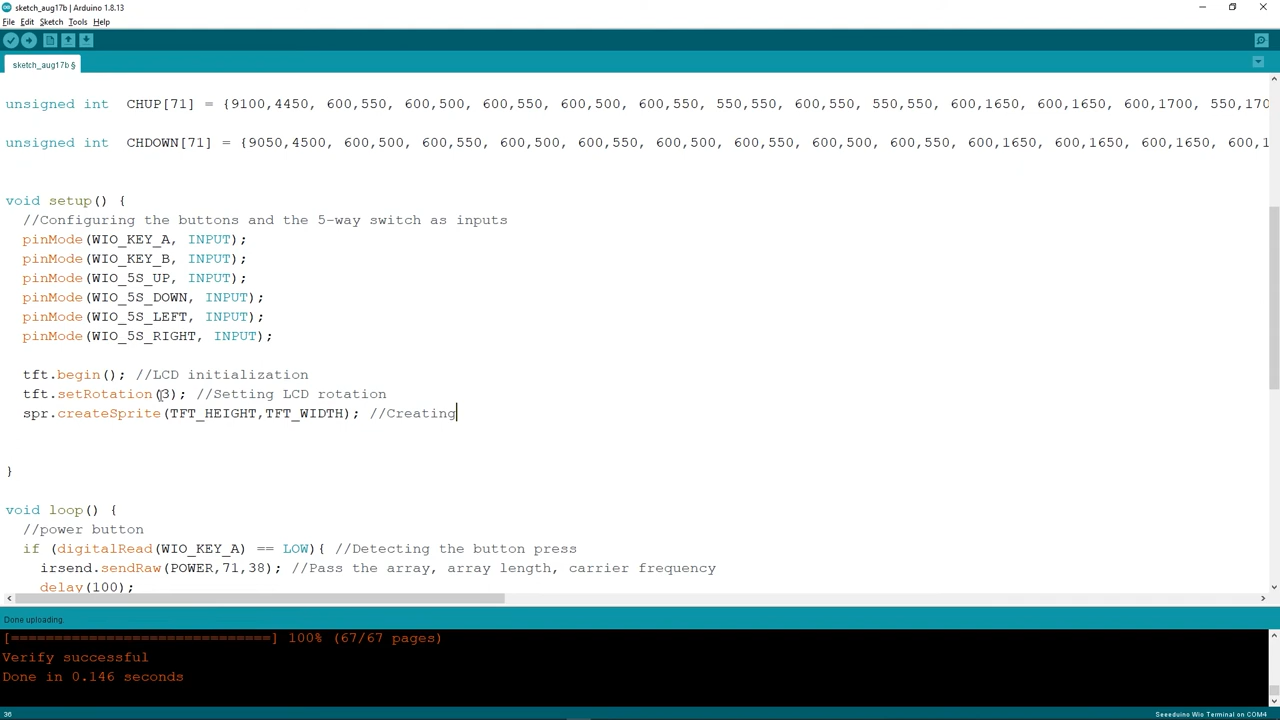 sketch_aug17b | Arduino 1.8.13
File Edit Sketch Tools Help
sketch_aug17b §
unsigned int  CHUP[71] = {9100,4450, 600,550, 600,500, 600,550, 600,500, 600,550, 550,550, 600,550, 550,550, 600,1650, 600,1650, 600,1700, 550,170
unsigned int  CHDOWN[71] = {9050,4500, 600,500, 600,550, 600,500, 600,550, 600,500, 600,550, 600,500, 600,550, 600,1650, 600,1650, 600,1650, 600,1
void setup() {
//Configuring the buttons and the 5-way switch as inputs
pinMode(WIO_KEY_A, INPUT);
pinMode(WIO_KEY_B, INPUT);
pinMode(WIO_5S_UP, INPUT);
pinMode(WIO_5S_DOWN, INPUT);
pinMode(WIO_5S_LEFT, INPUT);
pinMode(WIO_5S_RIGHT, INPUT);
tft.begin(); //LCD initialization
tft.setRotation(3); //Setting LCD rotation
spr.createSprite(TFT_HEIGHT,TFT_WIDTH); //Creating
}
void loop() {
//power button
if (digitalRead(WIO_KEY_A) == LOW){ //Detecting the button press
irsend.sendRaw(POWER,71,38); //Pass the array, array length, carrier frequency
delay(100);
Done uploading.
[==============================] 100% (67/67 pages)
Verify successful
Done in 0.146 seconds
36
Seeeduino Wio Terminal on COM4